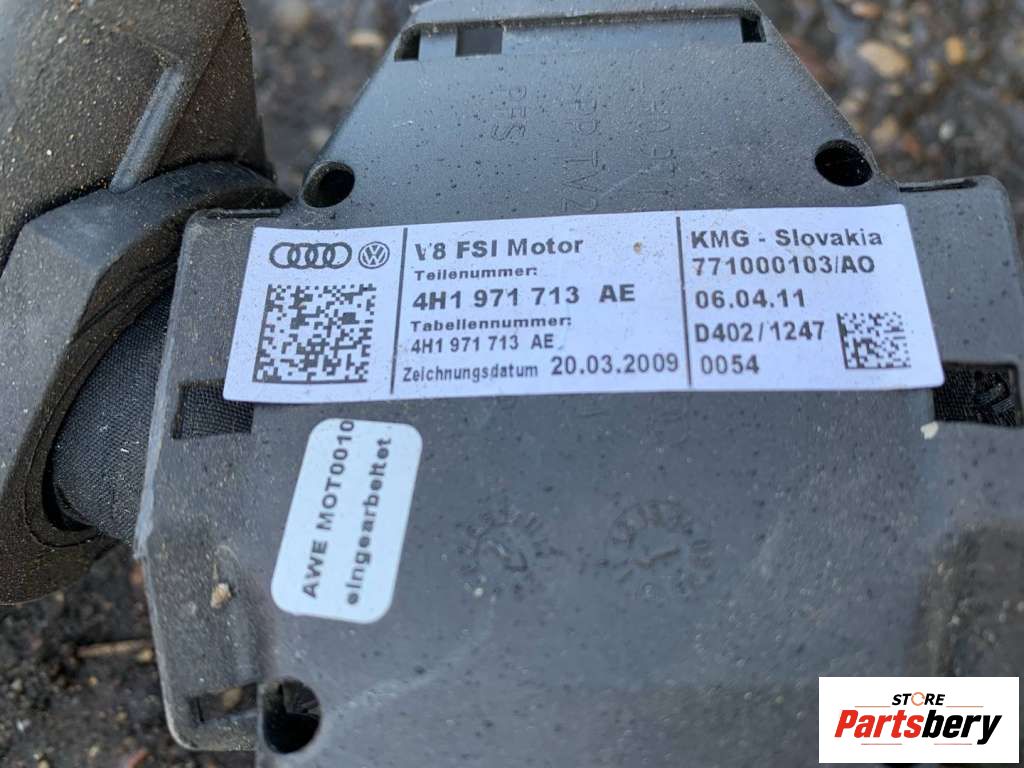 V8 FSI Motor
Teilenummer:
4H1 971 713 AE
Tabellennummer:
4H1 971 713 AE
Zeichnungsdatum 20.03.2009
KMG - Slovakia
771000103/AO
06.04.11
D402/1247
0054
AWE MOT0010
eingearbeitet
STORE
Partsbery